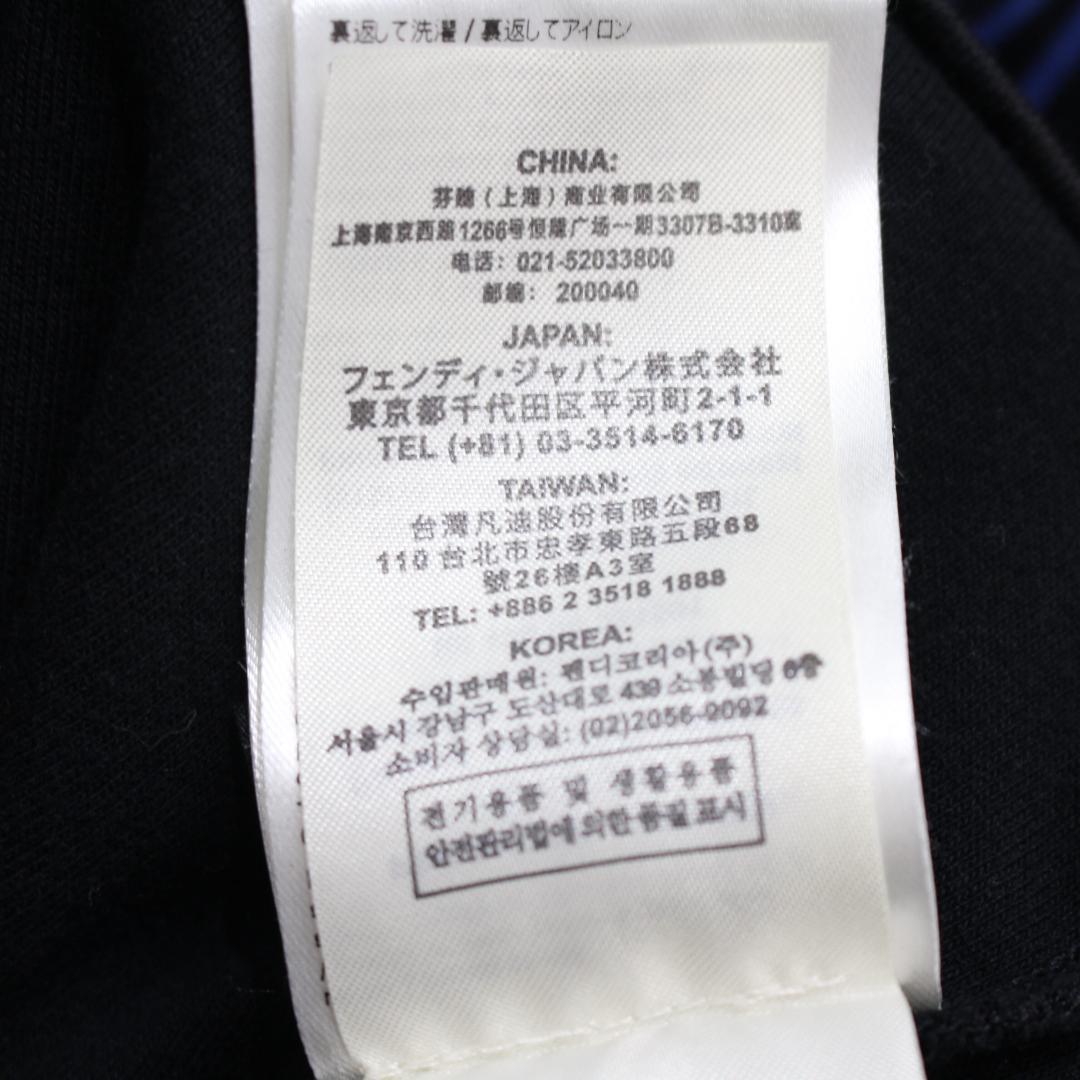 裏返して洗濯 / 裏返してアイロン
CHINA:
芬迪（上海）商业有限公司
上海南京西路1266号恒隆广场一期3307B-3310室
电话： 021-52033800
邮编： 200040
JAPAN:
フェンディ・ジャパン株式会社
東京都千代田区平河町2-1-1
TEL (+81) 03-3514-6170
TAIWAN:
台灣凡迪股份有限公司
110 台北市忠孝東路五段68
號26樓A3室
TEL: +886 2 3518 1888
KOREA:
수입판매원: 펜디코리아(주)
서울시 강남구 도산대로 439 소봉빌딩 6층
소비자 상담실: (02)2056-9092
전기용품 및 생활용품
안전관리법에 의한 품질 표시